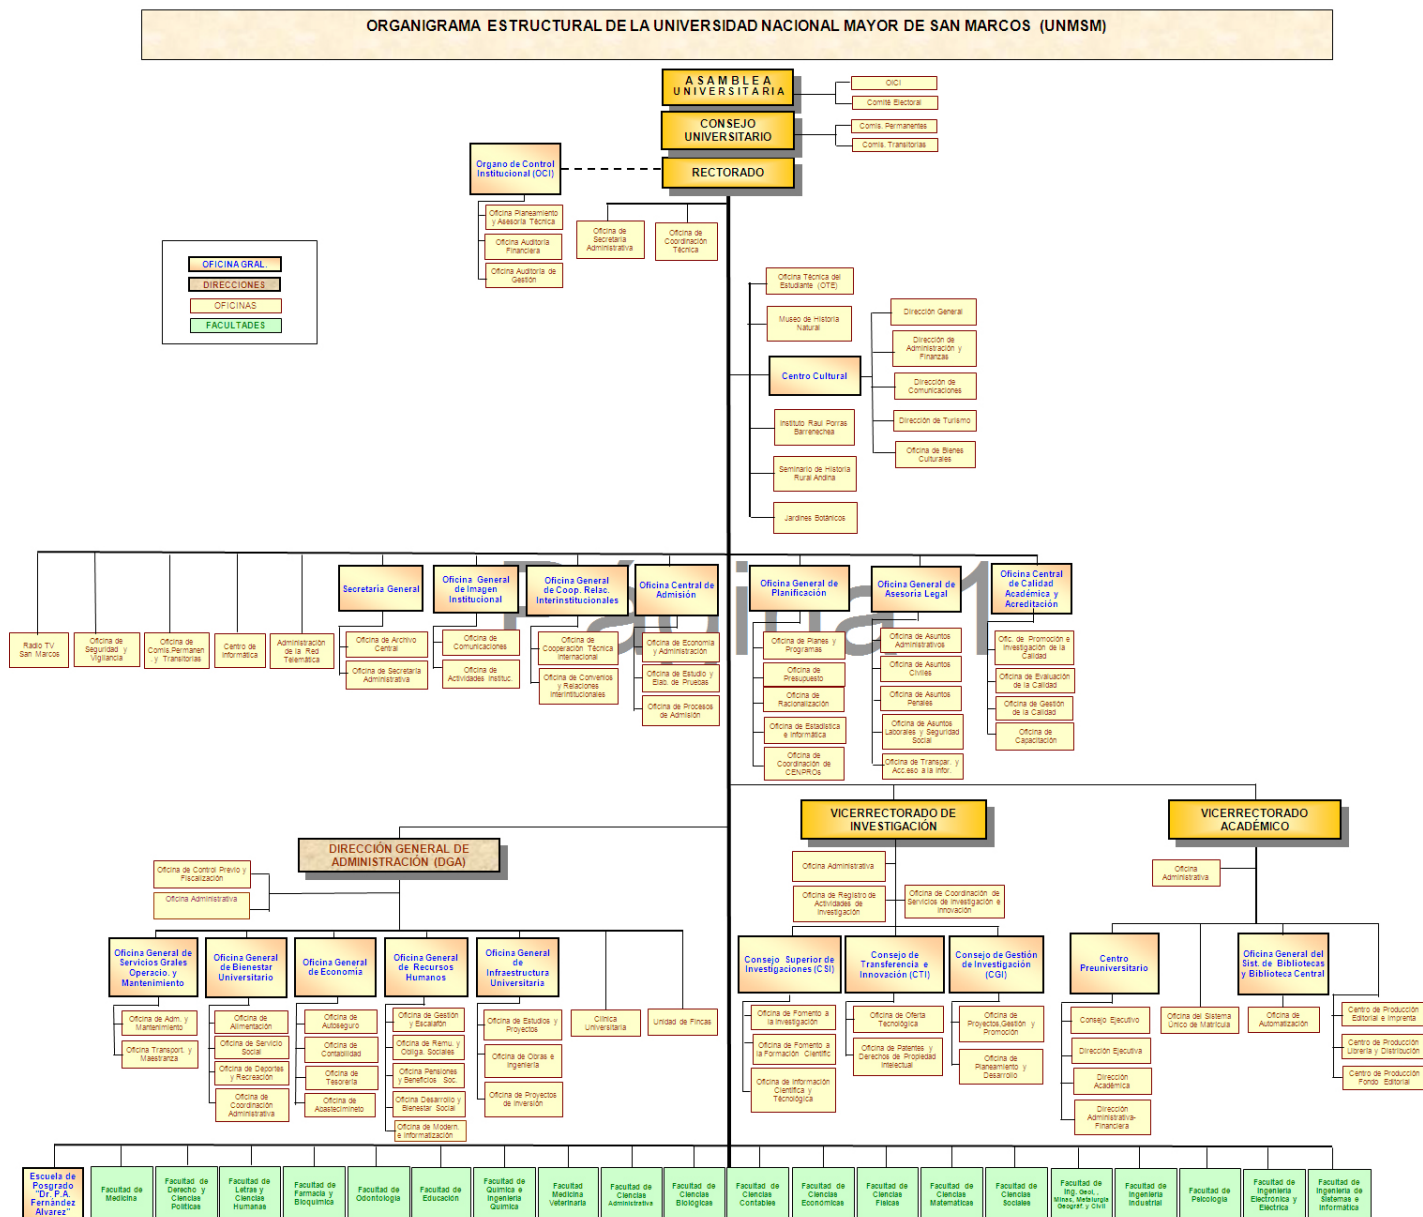 ORGANIGRAMA ESTRUCTURAL DE LA UNIVERSIDAD NACIONAL MAYOR DE SAN MARCOS (UNMSM)
ASAMBLEA
UNIVERSITARIA
OICI
Comité Electoral
CONSEJO
UNIVERSITARIO
Comis. Permanentes
Comis. Transitorias
RECTORADO
Organo de Control
Institucional (OCI)
Oficina Planeamiento
y Asesoría Técnica
Oficina Auditoría
Financiera
Oficina Auditoría de
Gestión
Oficina de
Secretaria
Administrativa
Oficina de
Coordinación
Técnica
OFICINA GRAL.
DIRECCIONES
OFICINAS
FACULTADES
Oficina Técnica del
Estudiante (OTE)
Museo de Historia
Natural
Centro Cultural
Instituto Raul Porras
Barrenechea
Seminario de Historia
Rural Andina
Jardines Botánicos
Dirección General
Dirección de
Administración y
Finanzas
Dirección de
Comunicaciones
Dirección de Turismo
Oficina de Bienes
Culturales
Página 1
Radio TV
San Marcos
Oficina de
Seguridad y
Vigilancia
Oficina de
Comis.Permanen
. y Transitorias
Centro de
Informática
Administración
de la Red
Telemática
Secretaria General
Oficina de Archivo
Central
Oficina de Secretaría
Administrativa
Oficina General
de Imagen
Institucional
Oficina de
Comunicaciones
Oficina de
Actividades Instituc.
Oficina General
de Coop. Relac.
Interinstitucionales
Oficina de
Cooperación Técnica
Internacional
Oficina de Convenios
y Relaciones
Interintitucionales
Oficina Central de
Admisión
Oficina de Economía
y Administración
Oficina de Estudio y
Elab. de Pruebas
Oficina de Procesos
de Admisión
Oficina General de
Planificación
Oficina de Planes y
Programas
Oficina de
Presupuesto
Oficina de
Racionalización
Oficina de Estadística
e Informática
Oficina de
Coordinación de
CENPROs
Oficina General de
Asesoría Legal
Oficina de Asuntos
Administrativos
Oficina de Asuntos
Civiles
Oficina de Asuntos
Penales
Oficina de Asuntos
Laborales y Seguridad
Social
Oficina de Transpar. y
Acc.eso a la infor.
Oficina Central
de Calidad
Académica y
Acreditación
Ofic. de Promoción e
Investigación de la
Calidad
Oficina de Evaluación
de la Calidad
Oficina de Gestión
de la Calidad
Oficina de
Capacitación
VICERRECTORADO DE
INVESTIGACIÓN
VICERRECTORADO
ACADÉMICO
DIRECCIÓN GENERAL DE
ADMINISTRACIÓN (DGA)
Oficina de Control Previo y
Fiscalización
Oficina Administrativa
Oficina Administrativa
Oficina de Registro de
Actividades de
Investigación
Oficina de Coordinación de
Servicios de Investigación e
Innovación
Oficina
Administrativa
Oficina General de
Servicios Grales
Operacio. y
Mantenimiento
Oficina de Adm. y
Mantenimiento
Oficina Transport. y
Maestranza
Oficina General
de Bienestar
Universitario
Oficina de
Alimentación
Oficina de Servicio
Social
Oficina de Deportes
y Recreación
Oficina de
Coordinación
Administrativa
Oficina General
de Economía
Oficina de
Autoseguro
Oficina de
Contabilidad
Oficina de
Tesorería
Oficina de
Abastecimineto
Oficina General
de Recursos
Humanos
Oficina de Gestión
y Escalafón
Oficina de Remu. y
Obliga. Sociales
Oficina Pensiones
y Beneficios Soc.
Oficina Desarrollo y
Bienestar Social
Oficina de Modern.
e Informatización
Oficina General
de
Infraestructura
Universitaria
Oficina de Estudios y
Proyectos
Oficina de Obras e
Ingeniería
Oficina de Proyectos
de Inversión
Clínica
Universitaria
Unidad de Fincas
Consejo Superior de
Investigaciones (CSI)
Oficina de Fomento a
la Investigación
Oficina de Fomento a
la Formación Científic
Oficina de Información
Científica y
Técnológica
Consejo de
Transferencia e
Innovación (CTI)
Oficina de Oferta
Tecnológica
Oficina de Patentes y
Derechos de Propiedad
Intelectual
Consejo de Gestión
de Investigación (CGI)
Oficina de
Proyectos,Gestión y
Promoción
Oficina de
Planeamiento y
Desarrollo
Centro
Preuniversitario
Consejo Ejecutivo
Dirección Ejecutiva
Dirección
Académica
Dirección
Administrativa-
Financiera
Oficina del Sistema
Único de Matrícula
Oficina General del
Sist. de Bibliotecas
y Biblioteca Central
Oficina de
Automatización
Centro de Producción
Editorial e Imprenta
Centro de Producción
Librería y Distribución
Centro de Producción
Fondo Editorial
Escuela de
Posgrado
"Dr. P.A.
Fernández
Alvarez"
Facultad de
Medicina
Facultad de
Derecho y
Ciencias
Políticas
Facultad de
Letras y
Ciencias
Humanas
Facultad de
Farmacia y
Bioquímica
Facultad de
Odontología
Facultad de
Educación
Facultad de
Química e
Ingeniería
Química
Facultad
Medicina
Veterinaria
Facultad de
Ciencias
Administrativa
Facultad de
Ciencias
Biológicas
Facultad de
Ciencias
Contables
Facultad de
Ciencias
Económicas
Facultad de
Ciencias
Físicas
Facultad de
Ciencias
Matemáticas
Facultad de
Ciencias
Sociales
Facultad de
Ing. Geol. ,
Minas, Metalurgia
Geograf. y Civil
Facultad de
Ingeniería
Industrial
Facultad de
Psicología
Facultad de
Ingeniería
Electrónica y
Eléctrica
Facultad de
Ingeniería de
Sistemas e
Informática